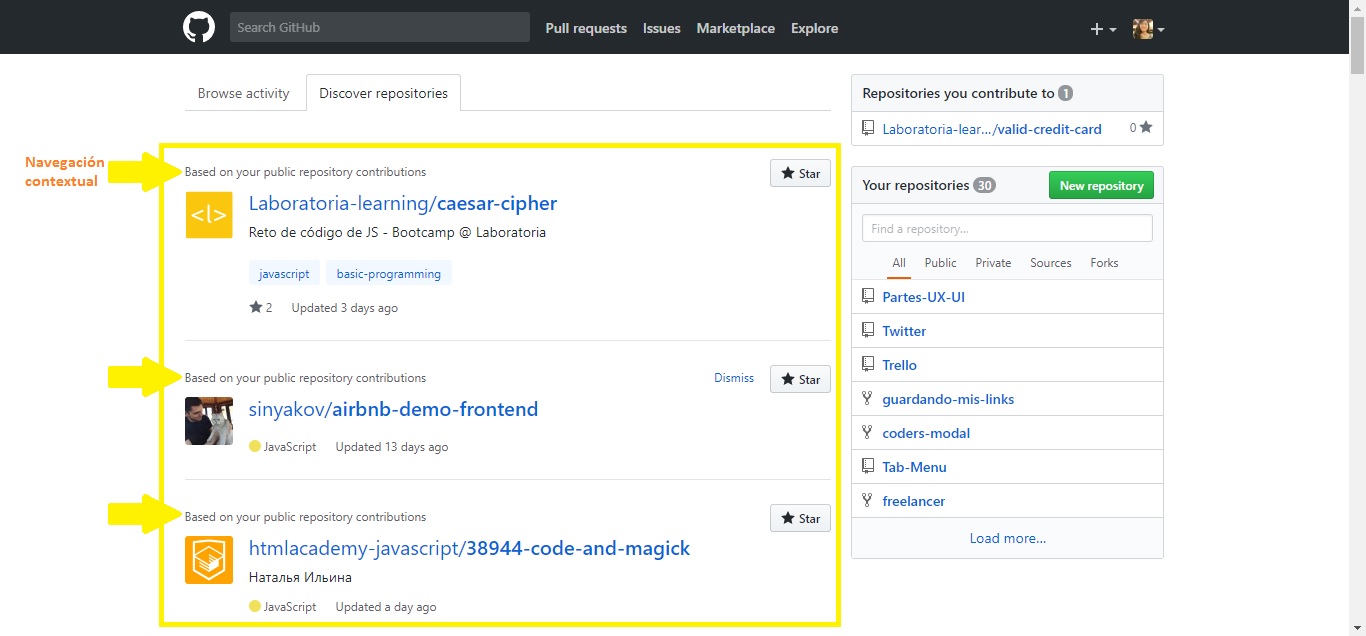 Search GitHub
Pull requests
Issues
Marketplace
Explore
Browse activity
Discover repositories
Navegación
contextual
Based on your public repository contributions
Star
</l>
Laboratoria-learning/caesar-cipher
Reto de código de JS - Bootcamp @ Laboratoria
javascript
basic-programming
2
Updated 3 days ago
Based on your public repository contributions
Dismiss
Star
sinyakov/airbnb-demo-frontend
JavaScript
Updated 13 days ago
Based on your public repository contributions
Star
htmlacademy-javascript/38944-code-and-magick
Наталья Ильина
JavaScript
Updated a day ago
Repositories you contribute to 1
Laboratoria-lear.../valid-credit-card
0
Your repositories 30
New repository
Find a repository...
All
Public
Private
Sources
Forks
Partes-UX-UI
Twitter
Trello
guardando-mis-links
coders-modal
Tab-Menu
freelancer
Load more...